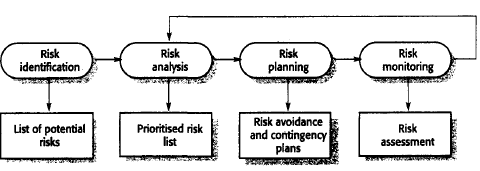 Risk
identification
Risk
analysis
Risk
planning
Risk
monitoring
List of potential
risks
Prioritised risk
list
Risk avoidance
and contingency
plans
Risk
assessment